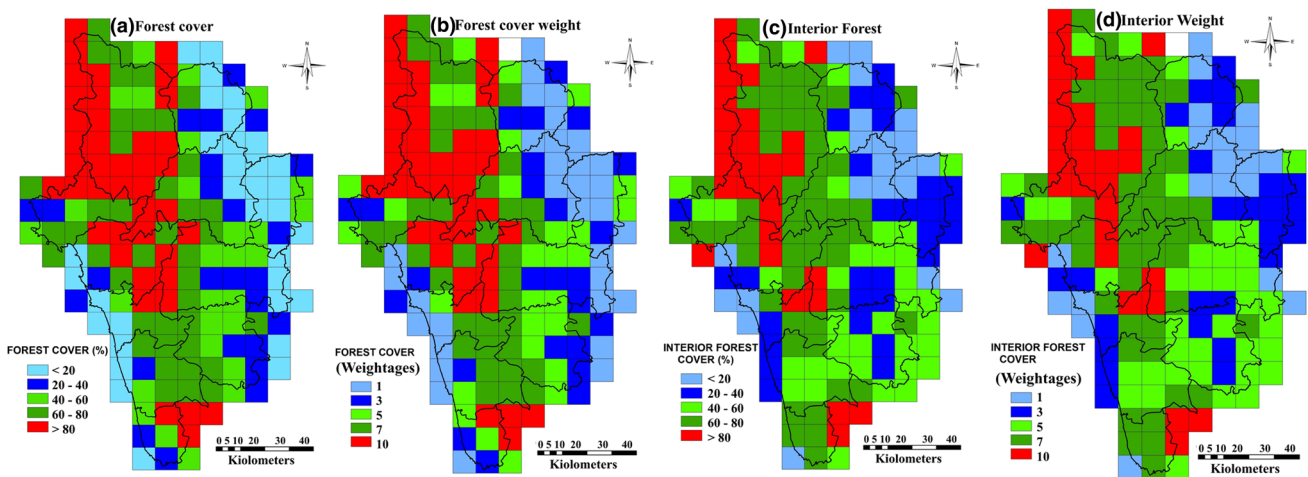 (a) Forest cover
N
W E
S
FOREST COVER (%)
< 20
20 - 40
40 - 60
60 - 80
> 80
0 5 10 20 30 40
Kiolometers
(b) Forest cover weight
N
W E
S
FOREST COVER
(Weightages)
1
3
5
7
10
0 5 10 20 30 40
Kiolometers
(c) Interior Forest
N
W E
S
INTERIOR FOREST
COVER (%)
< 20
20 - 40
40 - 60
60 - 80
> 80
0 5 10 20 30 40
Kiolometers
(d) Interior Weight
N
W E
S
INTERIOR FOREST
COVER
(Weightages)
1
3
5
7
10
0 5 10 20 30 40
Kiolometers